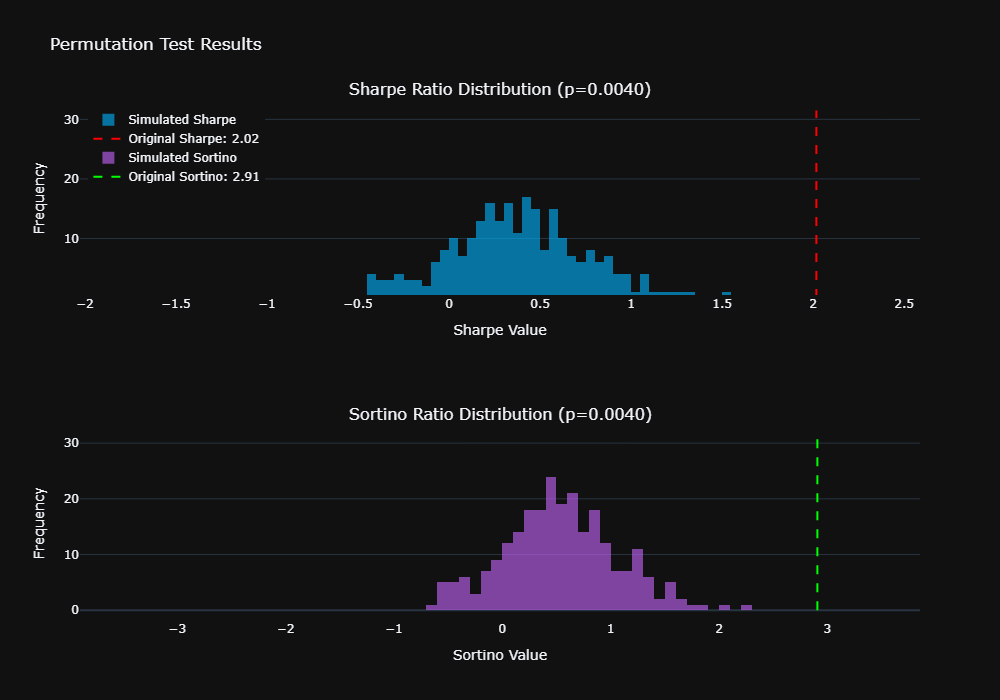 Permutation Test Results
Sharpe Ratio Distribution (p=0.0040)
Simulated Sharpe
Original Sharpe: 2.02
Simulated Sortino
Original Sortino: 2.91
Frequency
30
20
10
−2 −1.5 −1 −0.5 0 0.5 1 1.5 2 2.5
Sharpe Value
Sortino Ratio Distribution (p=0.0040)
Frequency
30
20
10
0
−3 −2 −1 0 1 2 3
Sortino Value